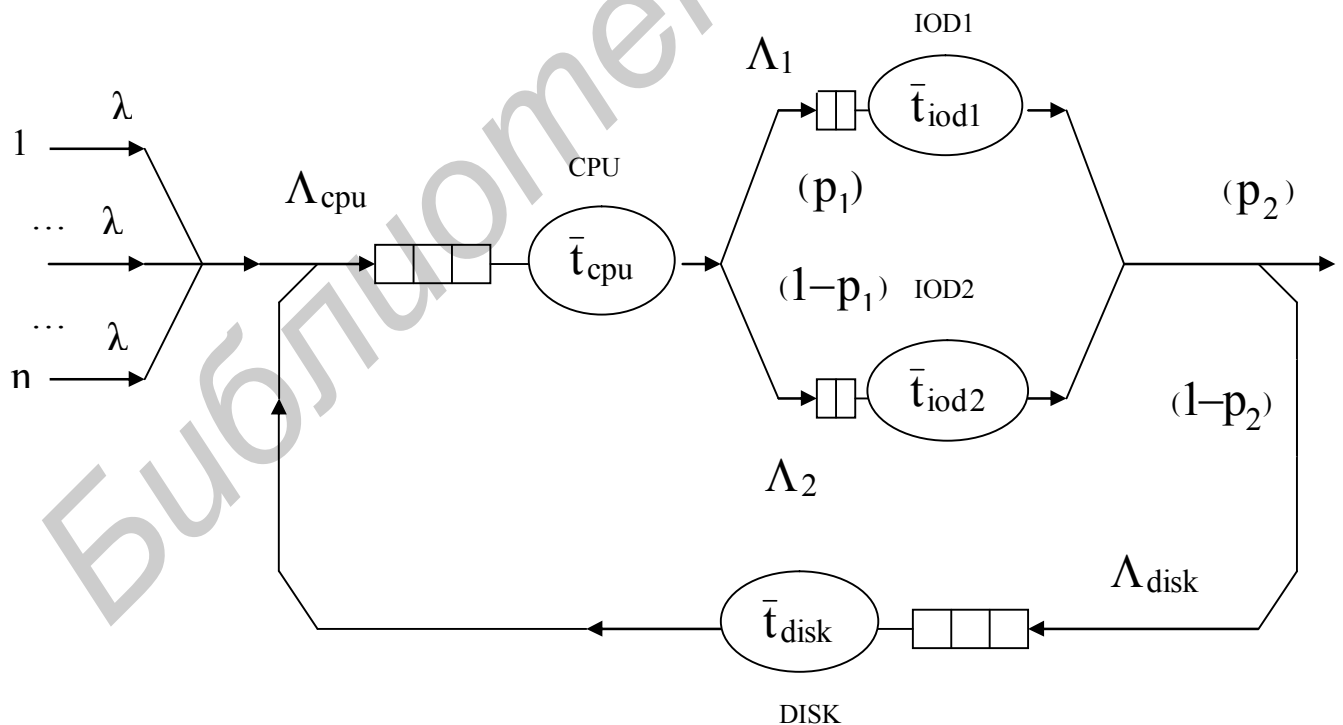 IOD1
Λ1
t̄iod1
λ
1
CPU
Λcpu
(p1)
(p2)
... λ
t̄cpu
(1–p1)
IOD2
... λ
n
t̄iod2
(1–p2)
Λ2
Λdisk
t̄disk
DISK
Библиоте